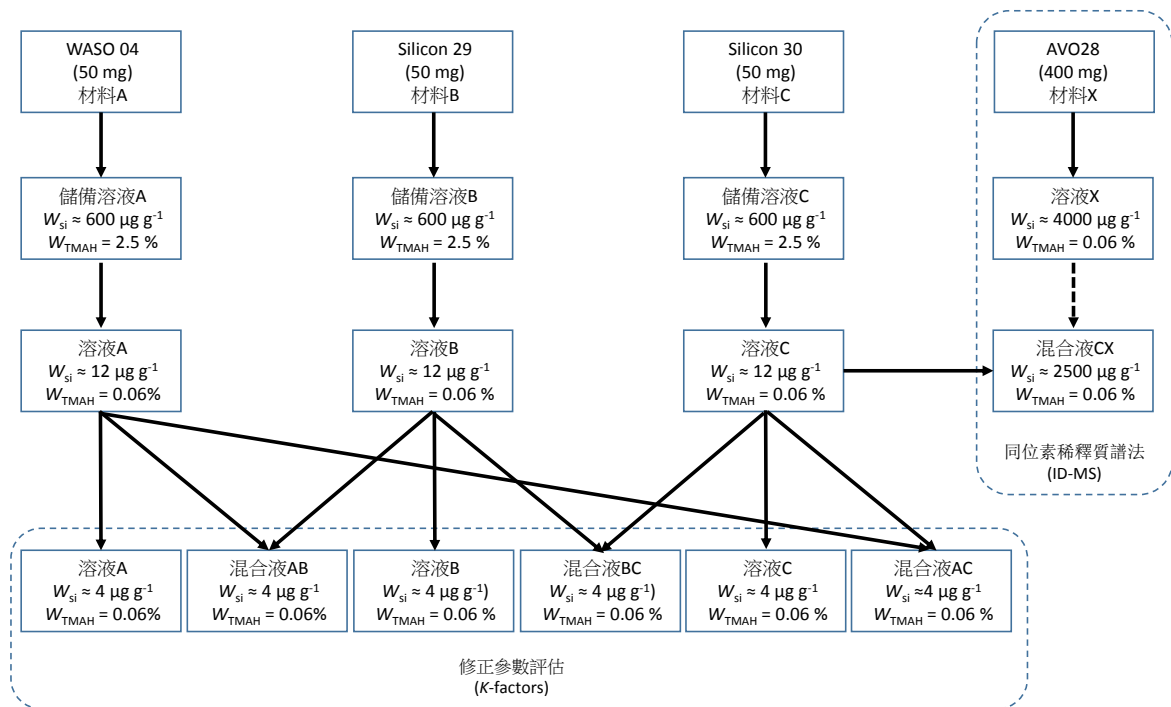 WASO 04
(50 mg)
材料A
Silicon 29
(50 mg)
材料B
Silicon 30
(50 mg)
材料C
AVO28
(400 mg)
材料X
儲備溶液A
Wsi ≈ 600 µg g-1
WTMAH = 2.5 %
儲備溶液B
Wsi ≈ 600 µg g-1
WTMAH = 2.5 %
儲備溶液C
Wsi ≈ 600 µg g-1
WTMAH = 2.5 %
溶液X
Wsi ≈ 4000 µg g-1
WTMAH = 0.06 %
溶液A
Wsi ≈ 12 µg g-1
WTMAH = 0.06%
溶液B
Wsi ≈ 12 µg g-1
WTMAH = 0.06 %
溶液C
Wsi ≈ 12 µg g-1
WTMAH = 0.06 %
混合液CX
Wsi ≈ 2500 µg g-1
WTMAH = 0.06 %
同位素稀釋質譜法
(ID-MS)
溶液A
Wsi ≈ 4 µg g-1
WTMAH = 0.06%
混合液AB
Wsi ≈ 4 µg g-1
WTMAH = 0.06%
溶液B
Wsi ≈ 4 µg g-1)
WTMAH = 0.06 %
混合液BC
Wsi ≈ 4 µg g-1)
WTMAH = 0.06 %
溶液C
Wsi ≈ 4 µg g-1
WTMAH = 0.06 %
混合液AC
Wsi ≈4 µg g-1
WTMAH = 0.06 %
修正參數評估
(K-factors)